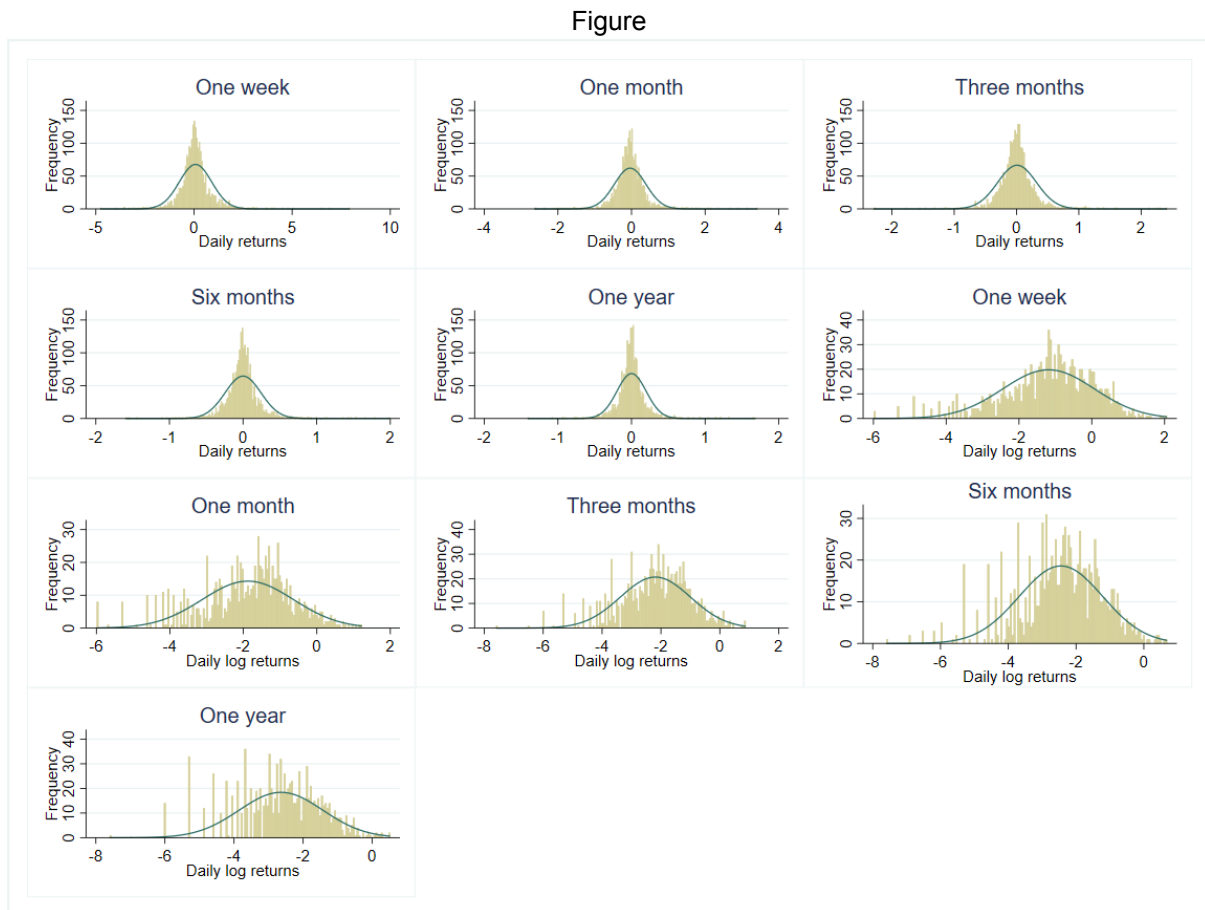 Figure
One week
Frequency
0 50 100 150
-5 0 5 10
Daily returns
One month
Frequency
0 50 100 150
-4 -2 0 2 4
Daily returns
Three months
Frequency
0 50 100 150
-2 -1 0 1 2
Daily returns
Six months
Frequency
0 50 100 150
-2 -1 0 1 2
Daily returns
One year
Frequency
0 50 100 150
-2 -1 0 1 2
Daily returns
One week
Frequency
0 10 20 30 40
-6 -4 -2 0 2
Daily log returns
One month
Frequency
0 10 20 30
-6 -4 -2 0 2
Daily log returns
Three months
Frequency
0 10 20 30 40
-8 -6 -4 -2 0 2
Daily log returns
Six months
Frequency
0 10 20 30
-8 -6 -4 -2 0
Daily log returns
One year
Frequency
0 10 20 30 40
-8 -6 -4 -2 0
Daily log returns